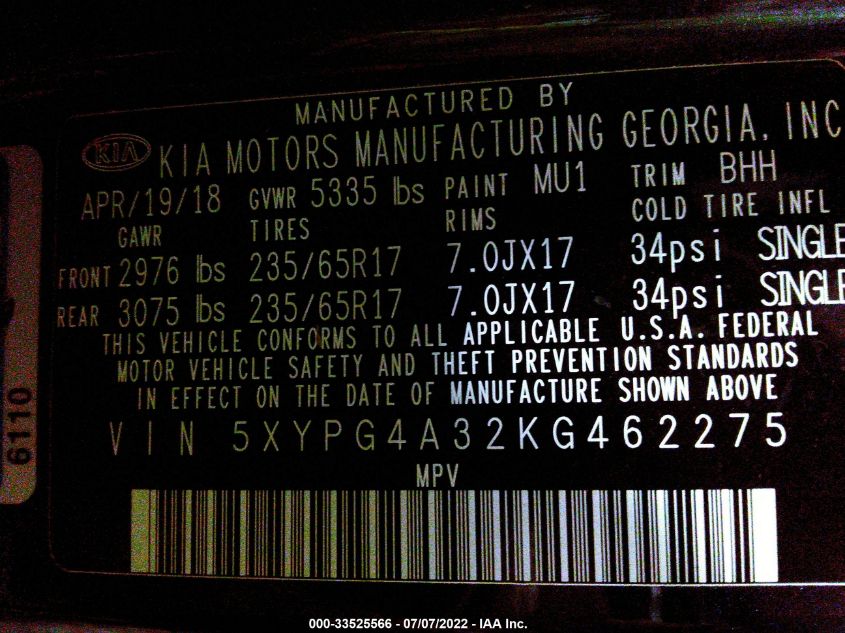 MANUFACTURED BY
KIA KIA MOTORS MANUFACTURING GEORGIA, INC
APR/19/18 GVWR 5335 lbs PAINT MU1 TRIM BHH
GAWR TIRES RIMS COLD TIRE INFL
FRONT 2976 lbs 235/65R17 7.0JX17 34psi SINGLE
REAR 3075 lbs 235/65R17 7.0JX17 34psi SINGLE
THIS VEHICLE CONFORMS TO ALL APPLICABLE U.S.A. FEDERAL
MOTOR VEHICLE SAFETY AND THEFT PREVENTION STANDARDS
IN EFFECT ON THE DATE OF MANUFACTURE SHOWN ABOVE
VIN 5XYPG4A32KG462275
MPV
6110
000-33525566 - 07/07/2022 - IAA Inc.